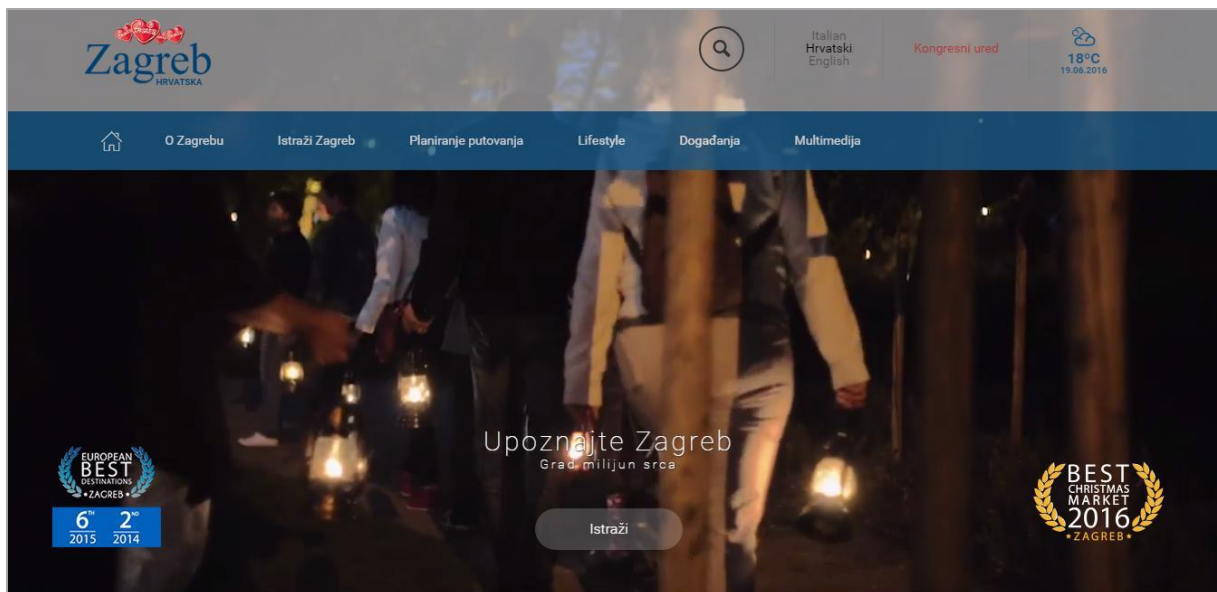 Zagreb
HRVATSKA
Italian
Hrvatski
English
Kongresni ured
18°C
19.06.2016
O Zagrebu
Istraži Zagreb
Planiranje putovanja
Lifestyle
Događanja
Multimedija
Upoznajte Zagreb
Grad milijun srca
Istraži
EUROPEAN
BEST
DESTINATIONS
•ZAGREB•
6TH 2ND
2015 2014
BEST
CHRISTMAS
MARKET
2016
•ZAGREB•